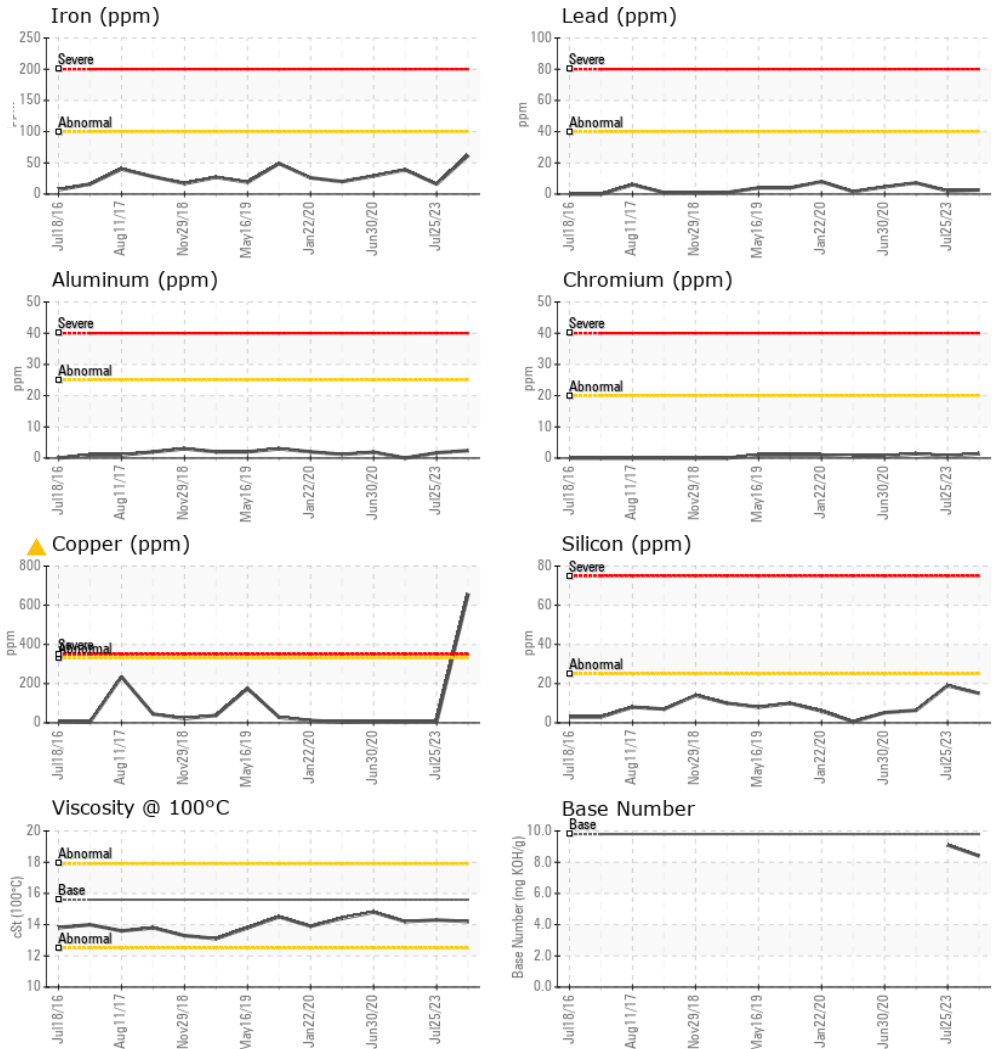 Iron (ppm)
250
200
150
100
50
0
Severe
Abnormal
Jul18/16
Aug11/17
Nov29/18
May16/19
Jan22/20
Jun30/20
Jul25/23
Lead (ppm)
100
80
60
40
20
0
ppm
Severe
Abnormal
Jul18/16
Aug11/17
Nov29/18
May16/19
Jan22/20
Jun30/20
Jul25/23
Aluminum (ppm)
50
40
30
20
10
0
ppm
Severe
Abnormal
Jul18/16
Aug11/17
Nov29/18
May16/19
Jan22/20
Jun30/20
Jul25/23
Chromium (ppm)
50
40
30
20
10
0
ppm
Severe
Abnormal
Jul18/16
Aug11/17
Nov29/18
May16/19
Jan22/20
Jun30/20
Jul25/23
Copper (ppm)
800
600
400
200
0
ppm
Severe
Abnormal
Jul18/16
Aug11/17
Nov29/18
May16/19
Jan22/20
Jun30/20
Jul25/23
Silicon (ppm)
80
60
40
20
0
ppm
Severe
Abnormal
Jul18/16
Aug11/17
Nov29/18
May16/19
Jan22/20
Jun30/20
Jul25/23
Viscosity @ 100°C
20
18
16
14
12
10
cSt (100°C)
Abnormal
Base
Abnormal
Jul18/16
Aug11/17
Nov29/18
May16/19
Jan22/20
Jun30/20
Jul25/23
Base Number
10.0
8.0
6.0
4.0
2.0
0.0
Base Number (mg KOH/g)
Base
Jul18/16
Aug11/17
Nov29/18
May16/19
Jan22/20
Jun30/20
Jul25/23